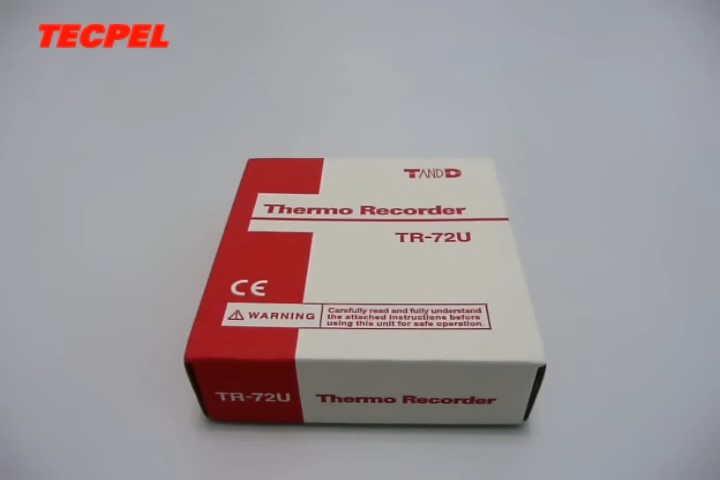 TECPEL
TANDD
Thermo Recorder
TR-72U
CE
WARNING
Carefully read and fully understand
the attached instructions before
using this unit for safe operation.
TR-72U
Thermo Recorder